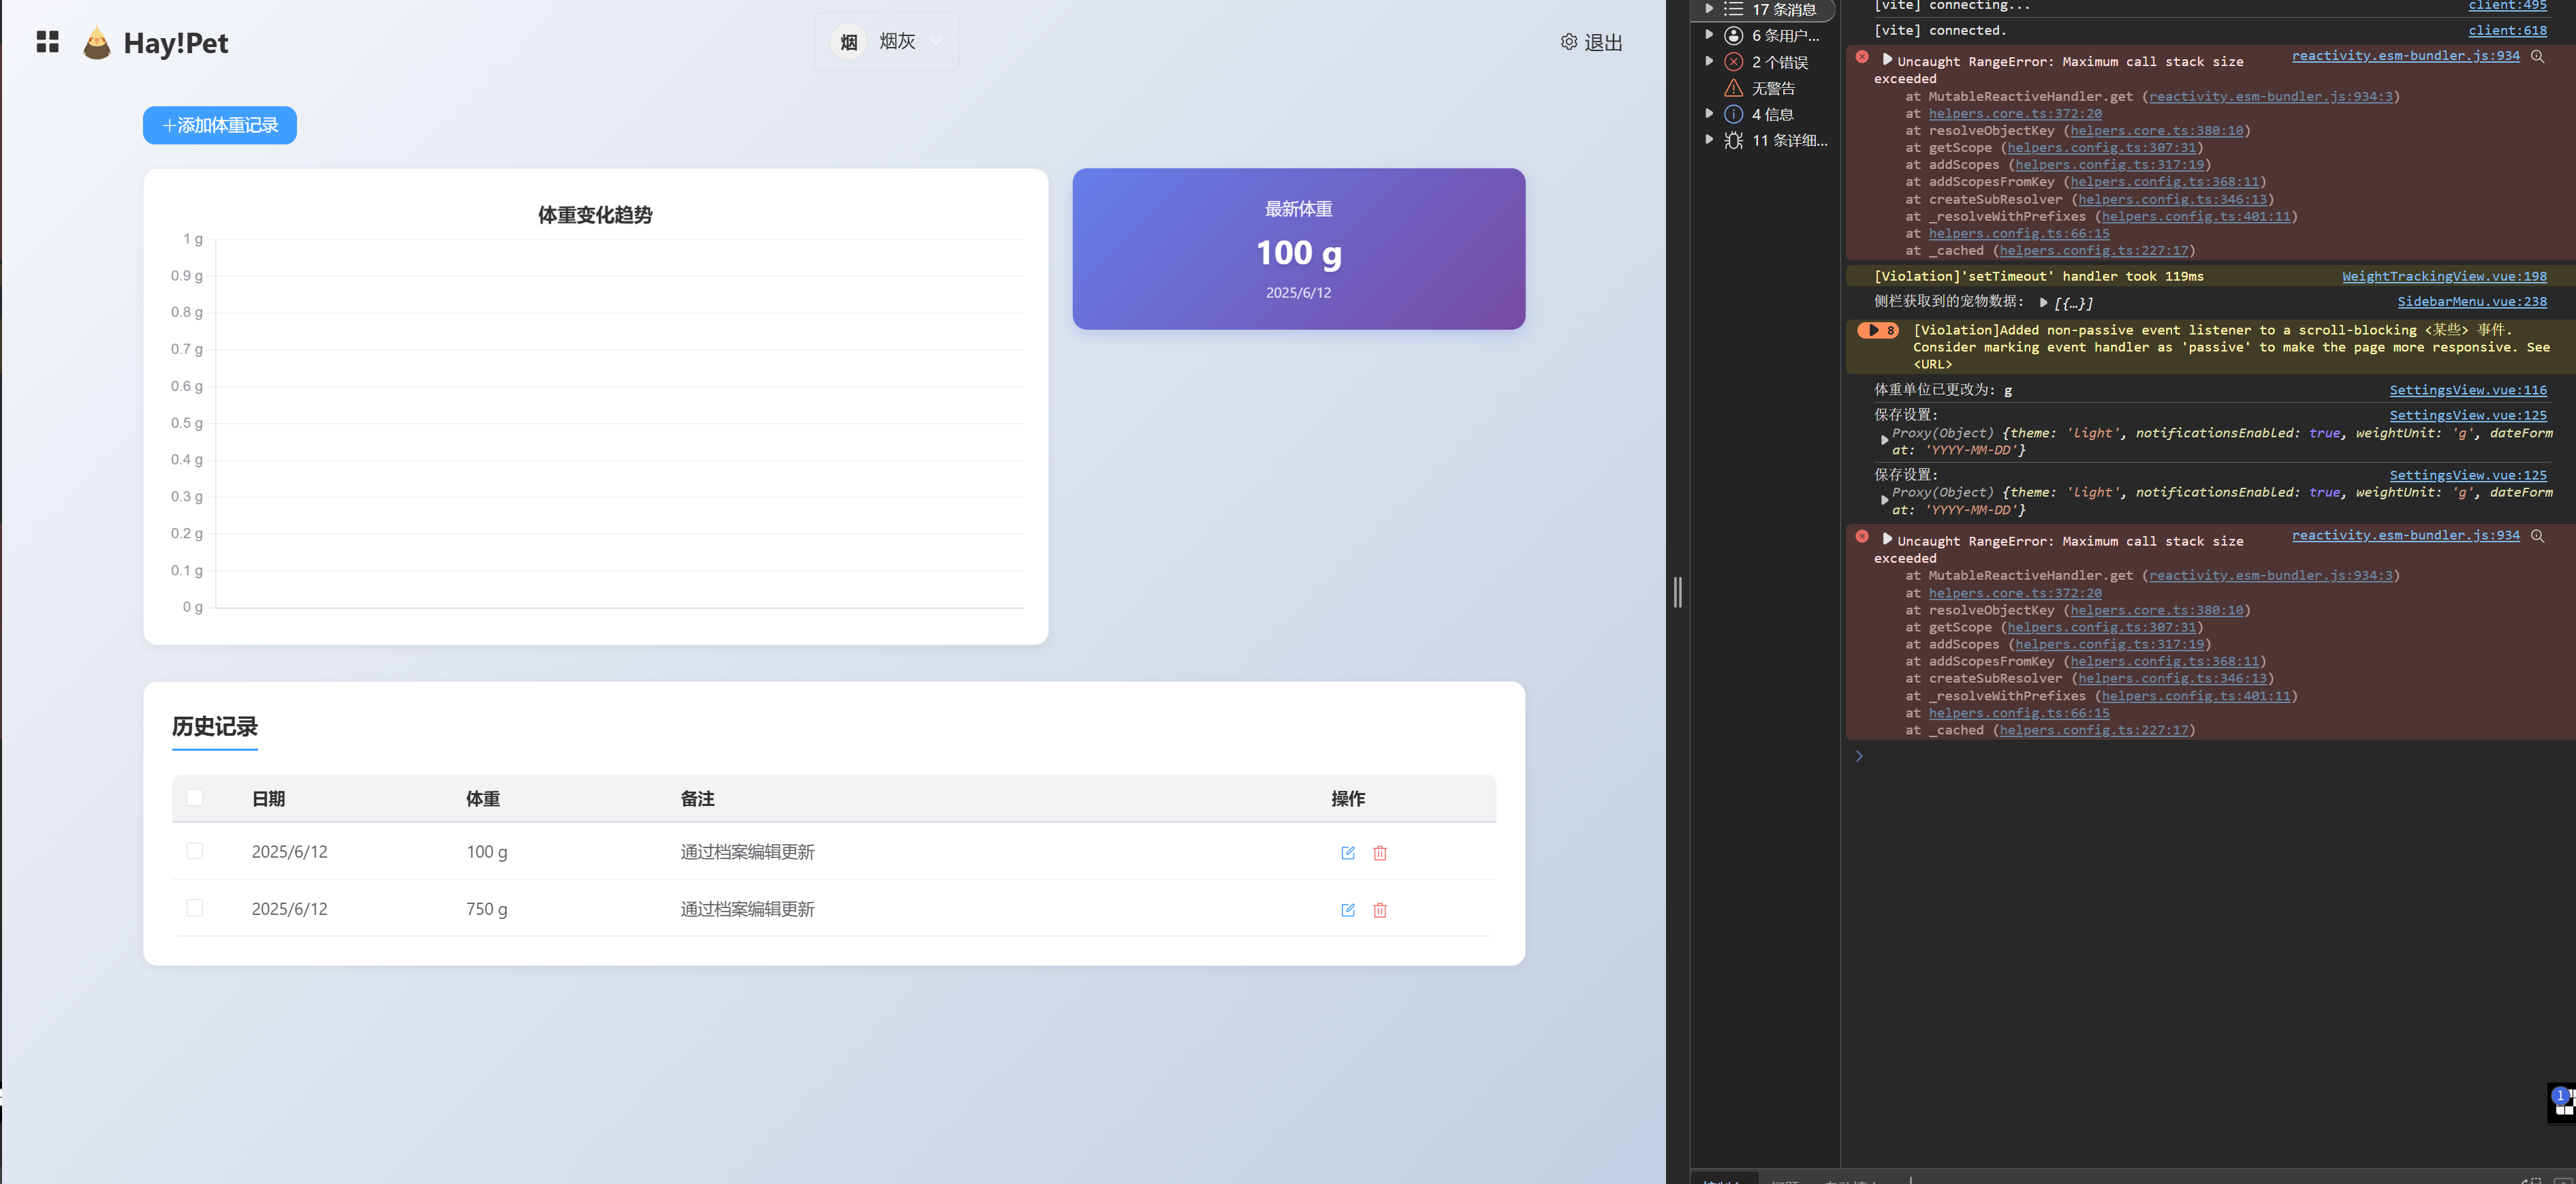 Hay!Pet
烟 烟灰
退出
+添加体重记录
体重变化趋势
1 g
0.9 g
0.8 g
0.7 g
0.6 g
0.5 g
0.4 g
0.3 g
0.2 g
0.1 g
0 g
最新体重
100 g
2025/6/12
历史记录
日期 体重 备注 操作
2025/6/12 100 g 通过档案编辑更新
2025/6/12 750 g 通过档案编辑更新
17 条消息
6 条用户...
2 个错误
无警告
4 信息
11 条详细...
[vite] connecting... client:495
[vite] connected. client:618
Uncaught RangeError: Maximum call stack size reactivity.esm-bundler.js:934
exceeded
at MutableReactiveHandler.get (reactivity.esm-bundler.js:934:3)
at helpers.core.ts:372:20
at resolveObjectKey (helpers.core.ts:380:10)
at getScope (helpers.config.ts:307:31)
at addScopes (helpers.config.ts:317:19)
at addScopesFromKey (helpers.config.ts:368:11)
at createSubResolver (helpers.config.ts:346:13)
at _resolveWithPrefixes (helpers.config.ts:401:11)
at helpers.config.ts:66:15
at _cached (helpers.config.ts:227:17)
[Violation]'setTimeout' handler took 119ms WeightTrackingView.vue:198
侧栏获取到的宠物数据: [{…}] SidebarMenu.vue:238
8 [Violation]Added non-passive event listener to a scroll-blocking <某些> 事件.
Consider marking event handler as 'passive' to make the page more responsive. See
<URL>
体重单位已更改为: g SettingsView.vue:116
保存设置: SettingsView.vue:125
Proxy(Object) {theme: 'light', notificationsEnabled: true, weightUnit: 'g', dateForm
at: 'YYYY-MM-DD'}
保存设置: SettingsView.vue:125
Proxy(Object) {theme: 'light', notificationsEnabled: true, weightUnit: 'g', dateForm
at: 'YYYY-MM-DD'}
Uncaught RangeError: Maximum call stack size reactivity.esm-bundler.js:934
exceeded
at MutableReactiveHandler.get (reactivity.esm-bundler.js:934:3)
at helpers.core.ts:372:20
at resolveObjectKey (helpers.core.ts:380:10)
at getScope (helpers.config.ts:307:31)
at addScopes (helpers.config.ts:317:19)
at addScopesFromKey (helpers.config.ts:368:11)
at createSubResolver (helpers.config.ts:346:13)
at _resolveWithPrefixes (helpers.config.ts:401:11)
at helpers.config.ts:66:15
at _cached (helpers.config.ts:227:17)
1